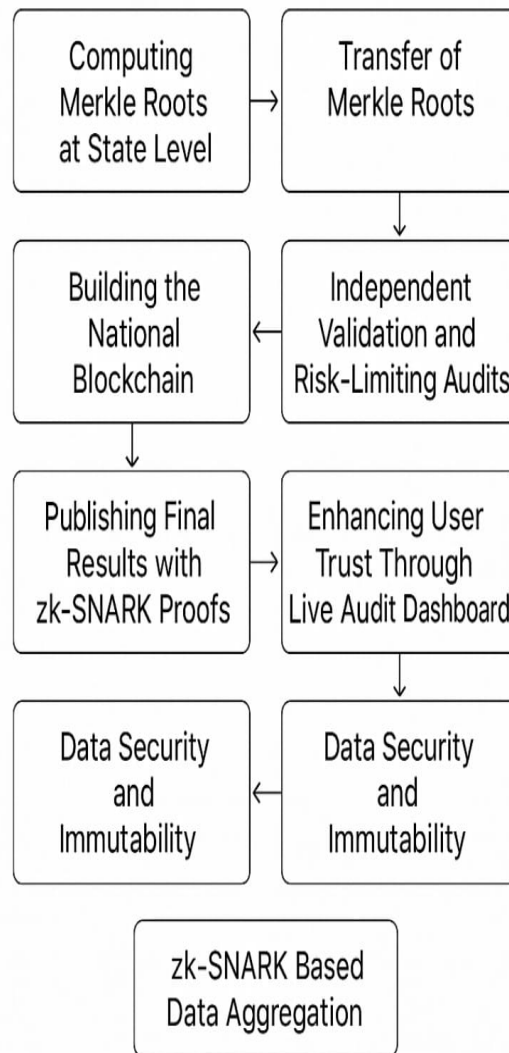 Computing
Merkle Roots
at State Level
Transfer of
Merkle Roots
Independent
Validation and
Risk-Limiting Audits
Building the
National
Blockchain
Publishing Final
Results with
zk-SNARK Proofs
Enhancing User
Trust Through
Live Audit Dashboard
Data Security
and
Immutability
Data Security
and
Immutability
zk-SNARK Based
Data Aggregation